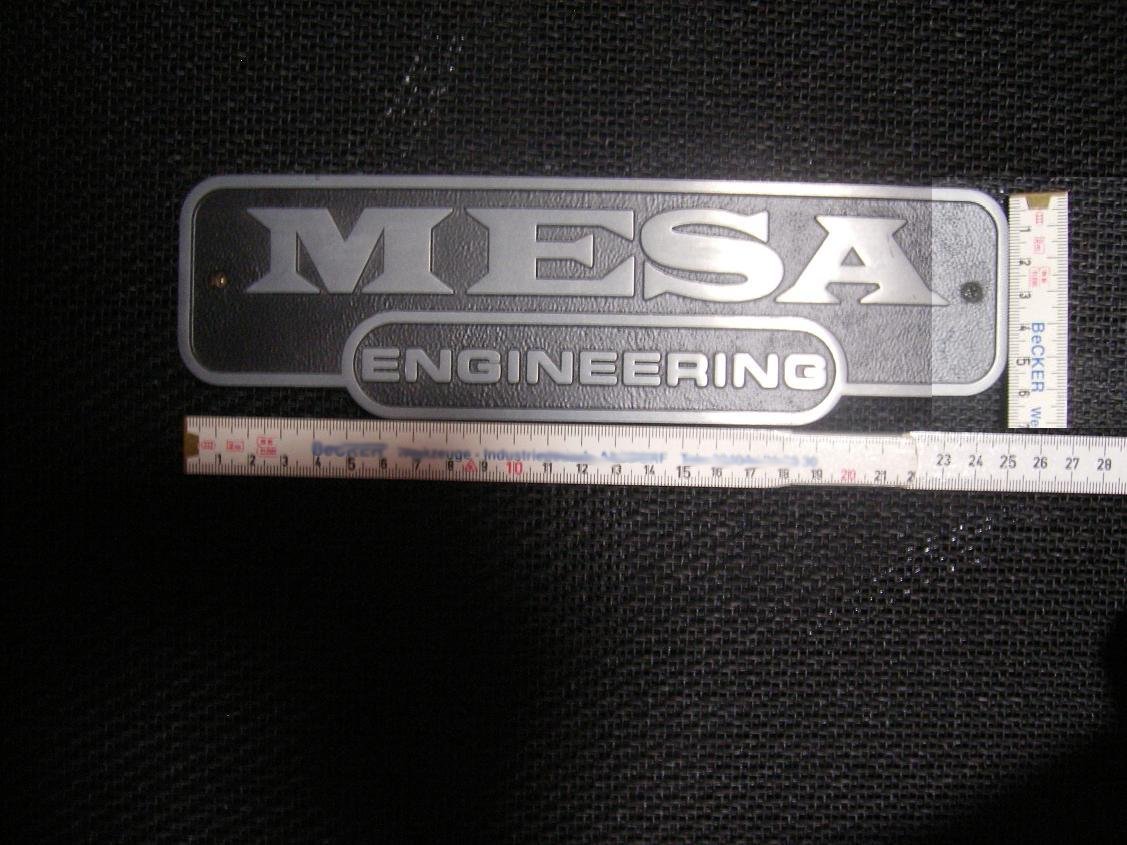 MESA
ENGINEERING
1 2 3 4 5 6
BeCKER We
BeCKER
1 2 3 4 5 6 7 8 9 10 11 12 13 14 15 16 17 18 19 20 21 23 24 25 26 27 28